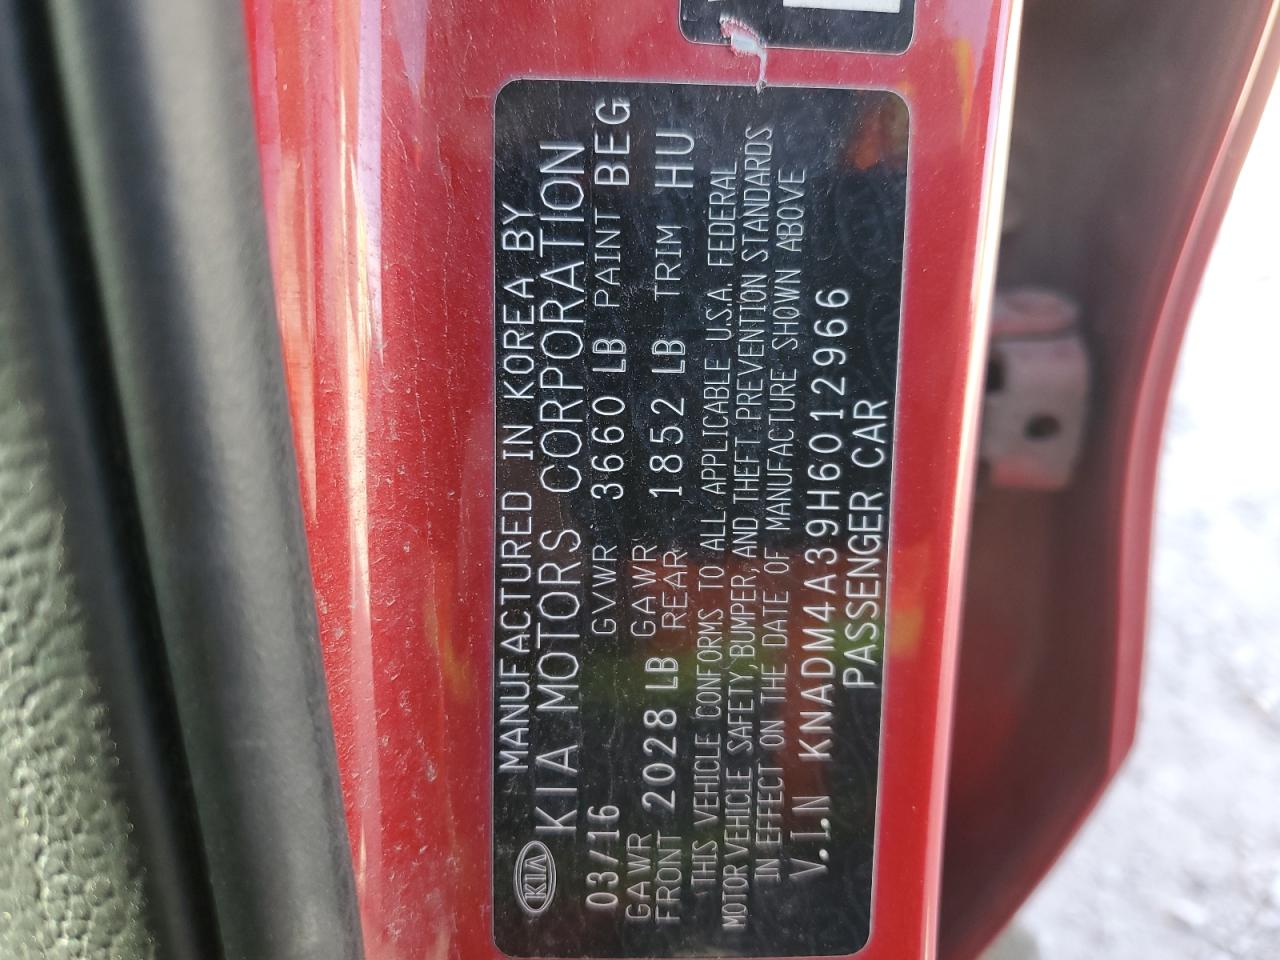 KIA
MANUFACTURED IN KOREA BY
KIA MOTORS CORPORATION
03/16 GVWR 3660 LB PAINT BEG
GAWR FRONT 2028 LB GAWR REAR 1852 LB TRIM HU
THIS VEHICLE CONFORMS TO ALL APPLICABLE U.S.A. FEDERAL
MOTOR VEHICLE SAFETY,BUMPER,AND THEFT PREVENTION STANDARDS
IN EFFECT ON THE DATE OF MANUFACTURE SHOWN ABOVE
V.I.N KNADM4A39H6012966
PASSENGER CAR